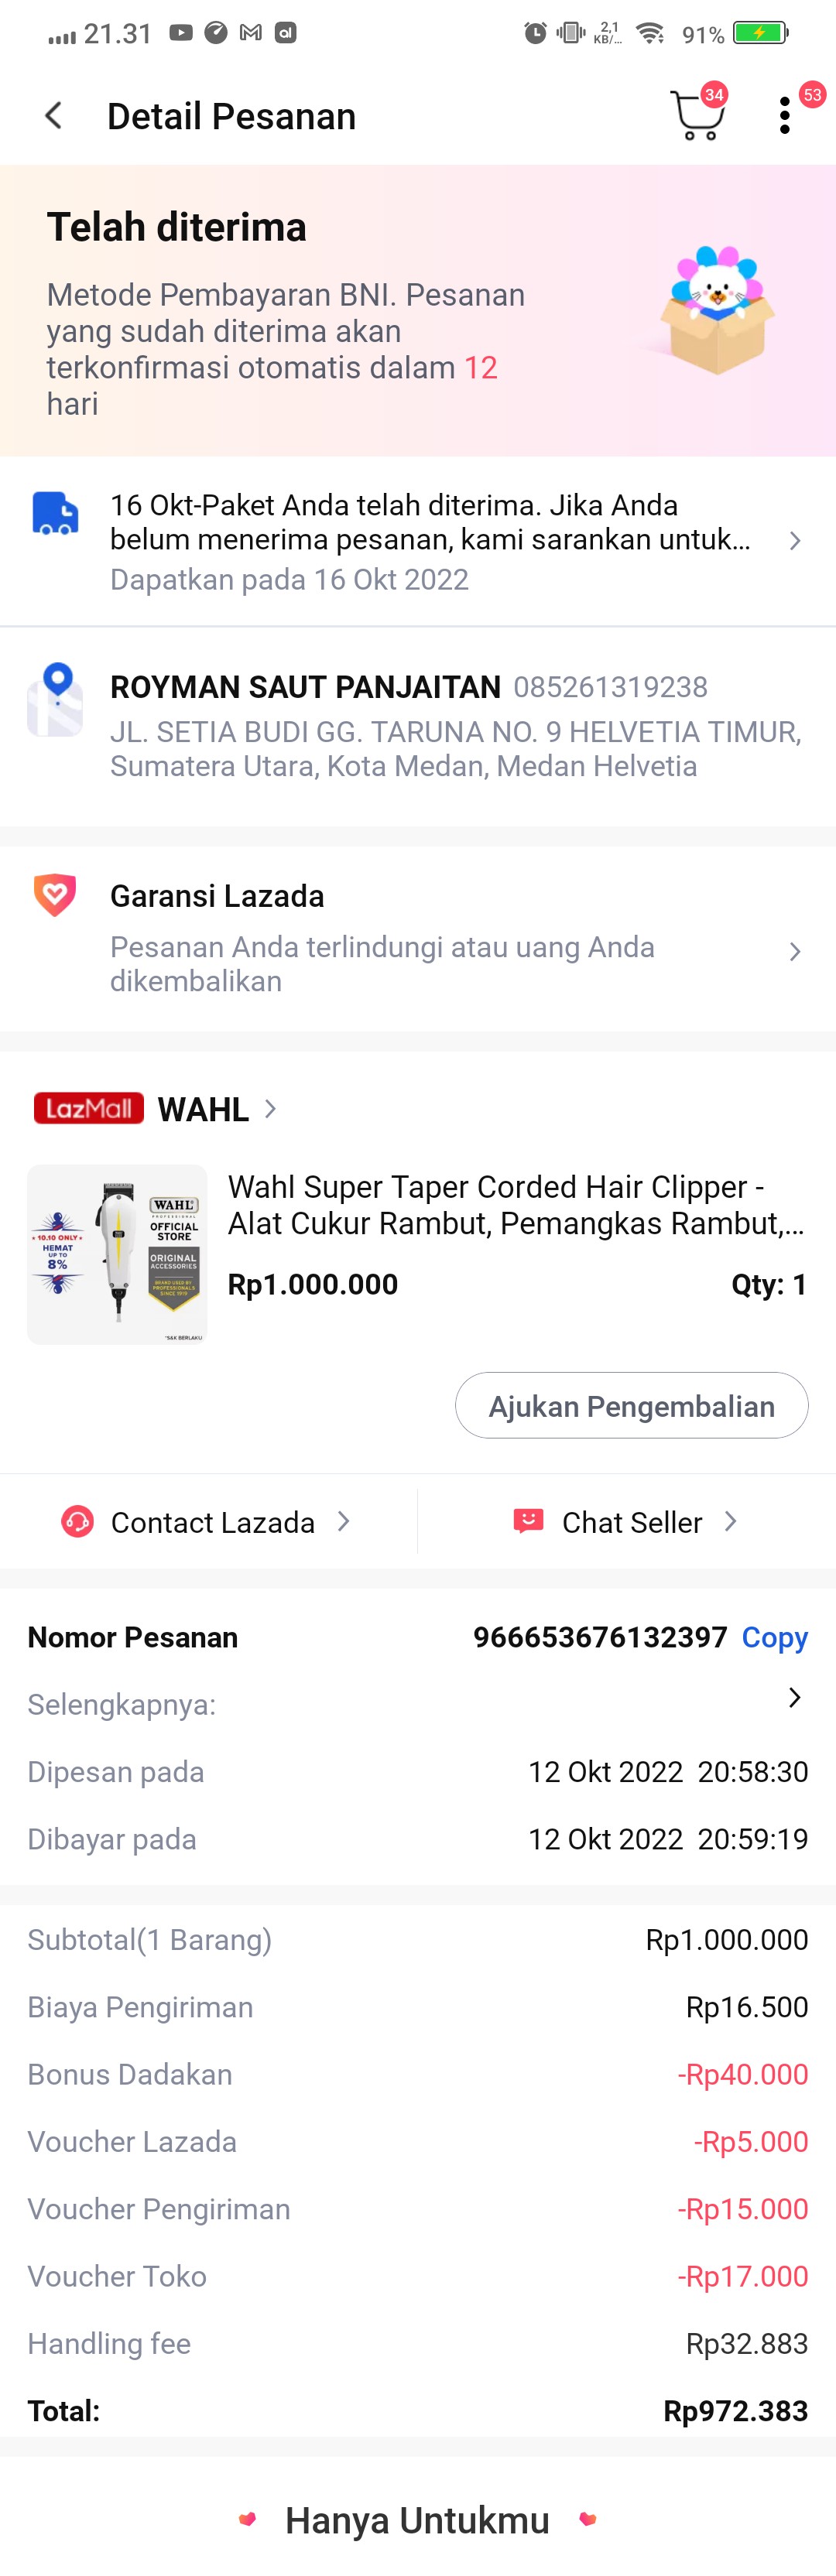 21.31
2,1
KB/...
91%
Detail Pesanan
34
53
Telah diterima
Metode Pembayaran BNI. Pesanan
yang sudah diterima akan
terkonfirmasi otomatis dalam 12
hari
16 Okt-Paket Anda telah diterima. Jika Anda
belum menerima pesanan, kami sarankan untuk...
Dapatkan pada 16 Okt 2022
ROYMAN SAUT PANJAITAN 085261319238
JL. SETIA BUDI GG. TARUNA NO. 9 HELVETIA TIMUR,
Sumatera Utara, Kota Medan, Medan Helvetia
Garansi Lazada
Pesanan Anda terlindungi atau uang Anda
dikembalikan
LazMall WAHL
10.10 ONLY
HEMAT
UP TO
8%
WAHL
PROFESSIONAL
OFFICIAL
STORE
ORIGINAL
ACCESSORIES
BRAND USED BY
PROFESSIONALS
SINCE 1919
*S&K BERLAKU
Wahl Super Taper Corded Hair Clipper -
Alat Cukur Rambut, Pemangkas Rambut,...
Rp1.000.000 Qty: 1
Ajukan Pengembalian
Contact Lazada Chat Seller
Nomor Pesanan 966653676132397 Copy
Selengkapnya:
Dipesan pada 12 Okt 2022 20:58:30
Dibayar pada 12 Okt 2022 20:59:19
Subtotal(1 Barang) Rp1.000.000
Biaya Pengiriman Rp16.500
Bonus Dadakan -Rp40.000
Voucher Lazada -Rp5.000
Voucher Pengiriman -Rp15.000
Voucher Toko -Rp17.000
Handling fee Rp32.883
Total: Rp972.383
Hanya Untukmu